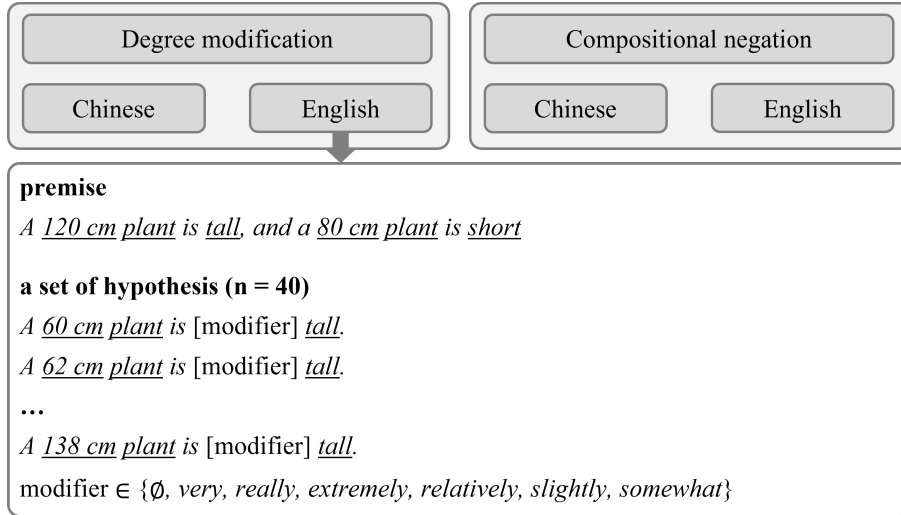 Degree modification
Compositional negation
Chinese
English
Chinese
English
premise
A 120 cm plant is tall, and a 80 cm plant is short
a set of hypothesis (n = 40)
A 60 cm plant is [modifier] tall.
A 62 cm plant is [modifier] tall.
...
A 138 cm plant is [modifier] tall.
modifier ∈ {∅, very, really, extremely, relatively, slightly, somewhat}